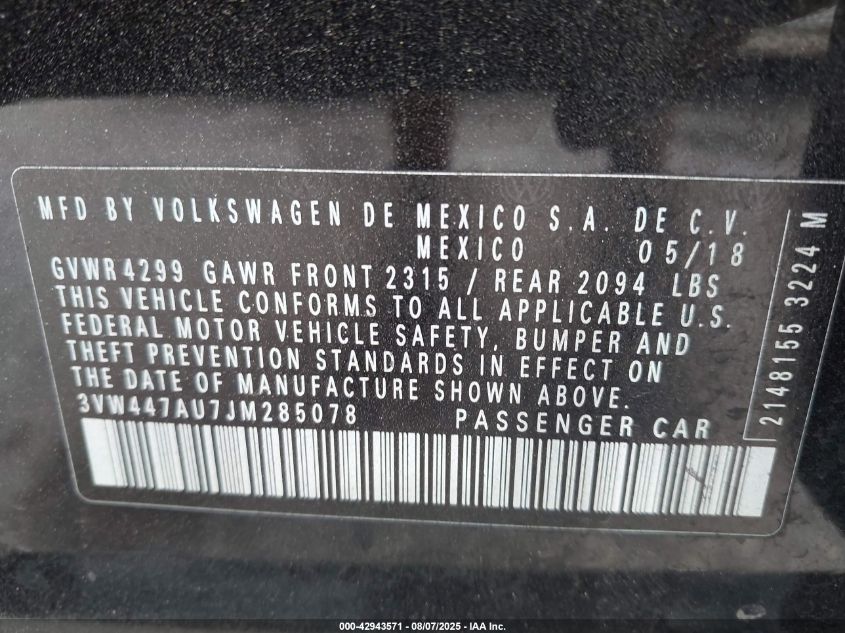 MFD BY VOLKSWAGEN DE MEXICO S.A. DE C.V.
MEXICO 05/18
GVWR 4299 GAWR FRONT 2315 / REAR 2094 LBS
THIS VEHICLE CONFORMS TO ALL APPLICABLE U.S.
FEDERAL MOTOR VEHICLE SAFETY, BUMPER AND
THEFT PREVENTION STANDARDS IN EFFECT ON
THE DATE OF MANUFACTURE SHOWN ABOVE.
3VW447AU7JM285078 PASSENGER CAR
2148155 3224 M
000-42943571 - 08/07/2025 - IAA Inc.